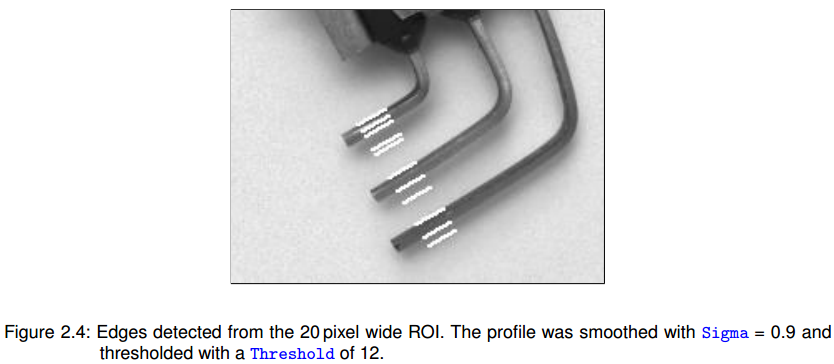 Figure 2.4: Edges detected from the 20 pixel wide ROI. The profile was smoothed with Sigma = 0.9 and
thresholded with a Threshold of 12.